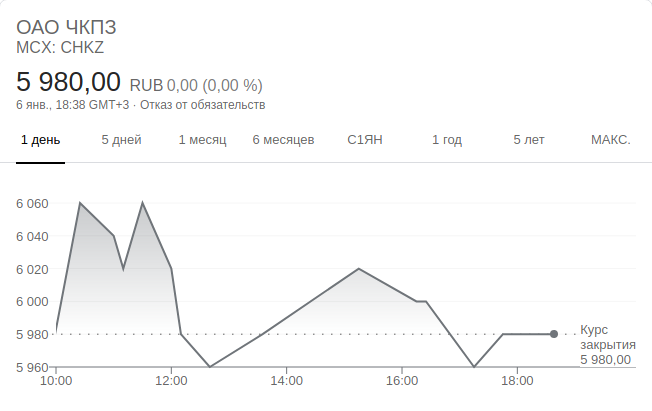 ОАО ЧКПЗ
MCX: CHKZ
5 980,00 RUB 0,00 (0,00 %)
6 янв., 18:38 GMT+3 · Отказ от обязательств
1 день 5 дней 1 месяц 6 месяцев С1ЯН 1 год 5 лет МАКС.
6 060
6 040
6 020
6 000
5 980
Курс
закрытия
5 980,00
5 960
10:00 12:00 14:00 16:00 18:00